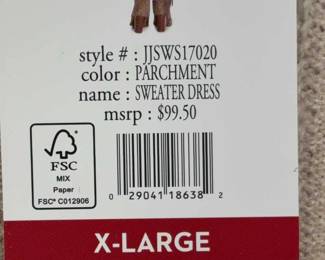 style # : JJSWS17020
color : PARCHMENT
name : SWEATER DRESS
msrp : $99.50
FSC
MIX
Paper
FSC® C012906
0 29041 18638 2
X-LARGE